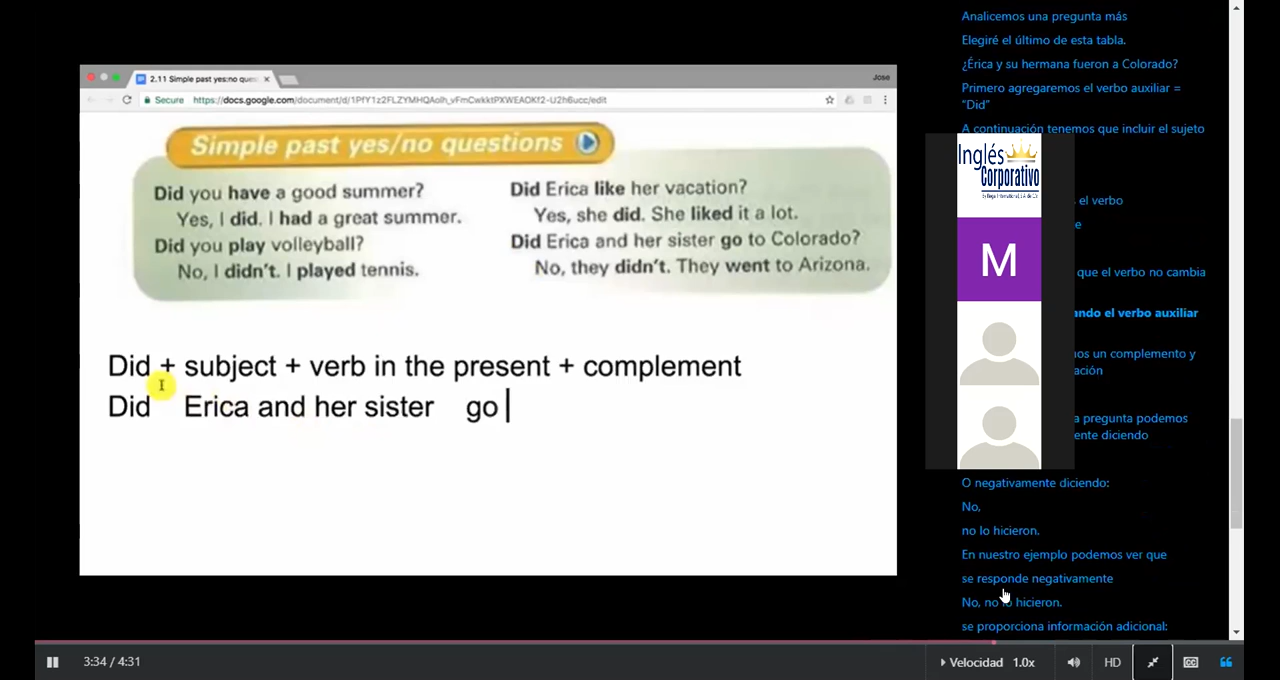 2.11 Simple past yes:no ques
Jose
Secure https://docs.google.com/document/d/
Simple past yes/no questions
Did you have a good summer?
Yes, I did. I had a great summer.
Did you play volleyball?
No, I didn't. I played tennis.
Did Erica like her vacation?
Yes, she did. She liked it a lot.
Did Erica and her sister go to Colorado?
No, they didn't. They went to Arizona.
Did + subject + verb in the present + complement
Did Erica and her sister go
Analicemos una pregunta más
Elegiré el último de esta tabla.
¿Érica y su hermana fueron a Colorado?
Primero agregaremos el verbo auxiliar =
"Did"
A continuación tenemos que incluir el sujeto
Inglés
Corporativo
el verbo
M
que el verbo no cambia
ando el verbo auxiliar
os un complemento y
ación
a pregunta podemos
ente diciendo
O negativamente diciendo:
No,
no lo hicieron.
En nuestro ejemplo podemos ver que
se responde negativamente
No, no lo hicieron.
se proporciona información adicional:
3:34 / 4:31
Velocidad 1.0x
HD
CC